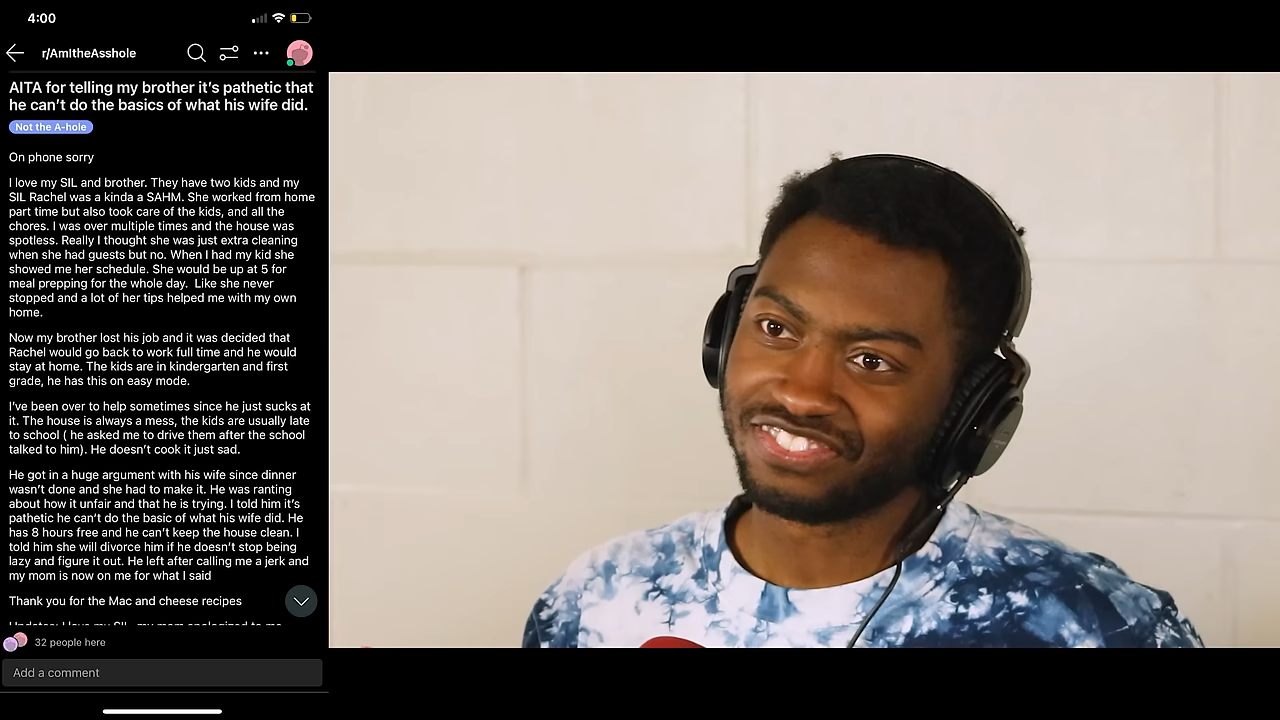 4:00
r/AmItheAsshole
AITA for telling my brother it's pathetic that
he can't do the basics of what his wife did.
Not the A-hole
On phone sorry
I love my SIL and brother. They have two kids and my
SIL Rachel was a kinda a SAHM. She worked from home
part time but also took care of the kids, and all the
chores. I was over multiple times and the house was
spotless. Really I thought she was just extra cleaning
when she had guests but no. When I had my kid she
showed me her schedule. She would be up at 5 for
meal prepping for the whole day. Like she never
stopped and a lot of her tips helped me with my own
home.
Now my brother lost his job and it was decided that
Rachel would go back to work full time and he would
stay at home. The kids are in kindergarten and first
grade, he has this on easy mode.
I've been over to help sometimes since he just sucks at
it. The house is always a mess, the kids are usually late
to school ( he asked me to drive them after the school
talked to him). He doesn't cook it just sad.
He got in a huge argument with his wife since dinner
wasn't done and she had to make it. He was ranting
about how it unfair and that he is trying. I told him it's
pathetic he can't do the basic of what his wife did. He
has 8 hours free and he can't keep the house clean. I
told him she will divorce him if he doesn't stop being
lazy and figure it out. He left after calling me a jerk and
my mom is now on me for what I said
Thank you for the Mac and cheese recipes
32 people here
Add a comment